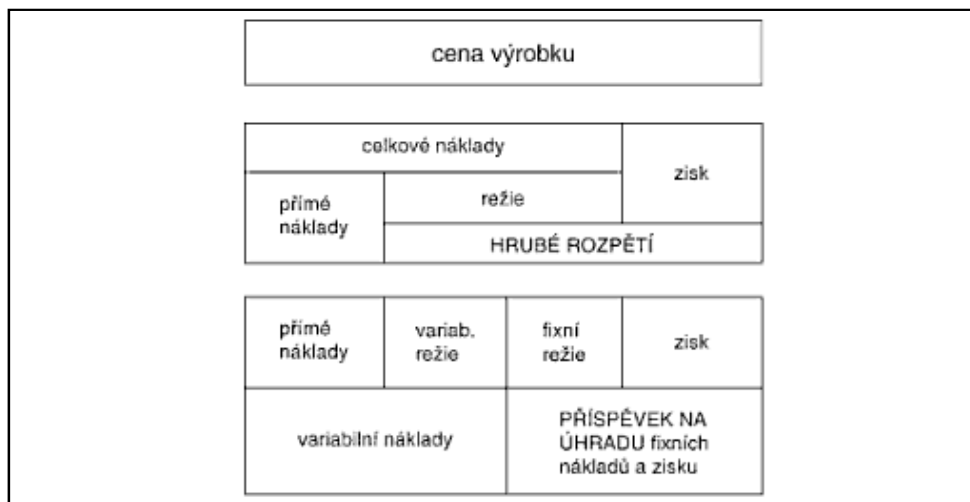 cena výrobku
celkové náklady
zisk
přímé
náklady
režie
HRUBÉ ROZPĚTÍ
přímé
náklady
variab.
režie
fixní
režie
zisk
variabilní náklady
PŘÍSPĚVEK NA
ÚHRADU fixních
nákladů a zisku